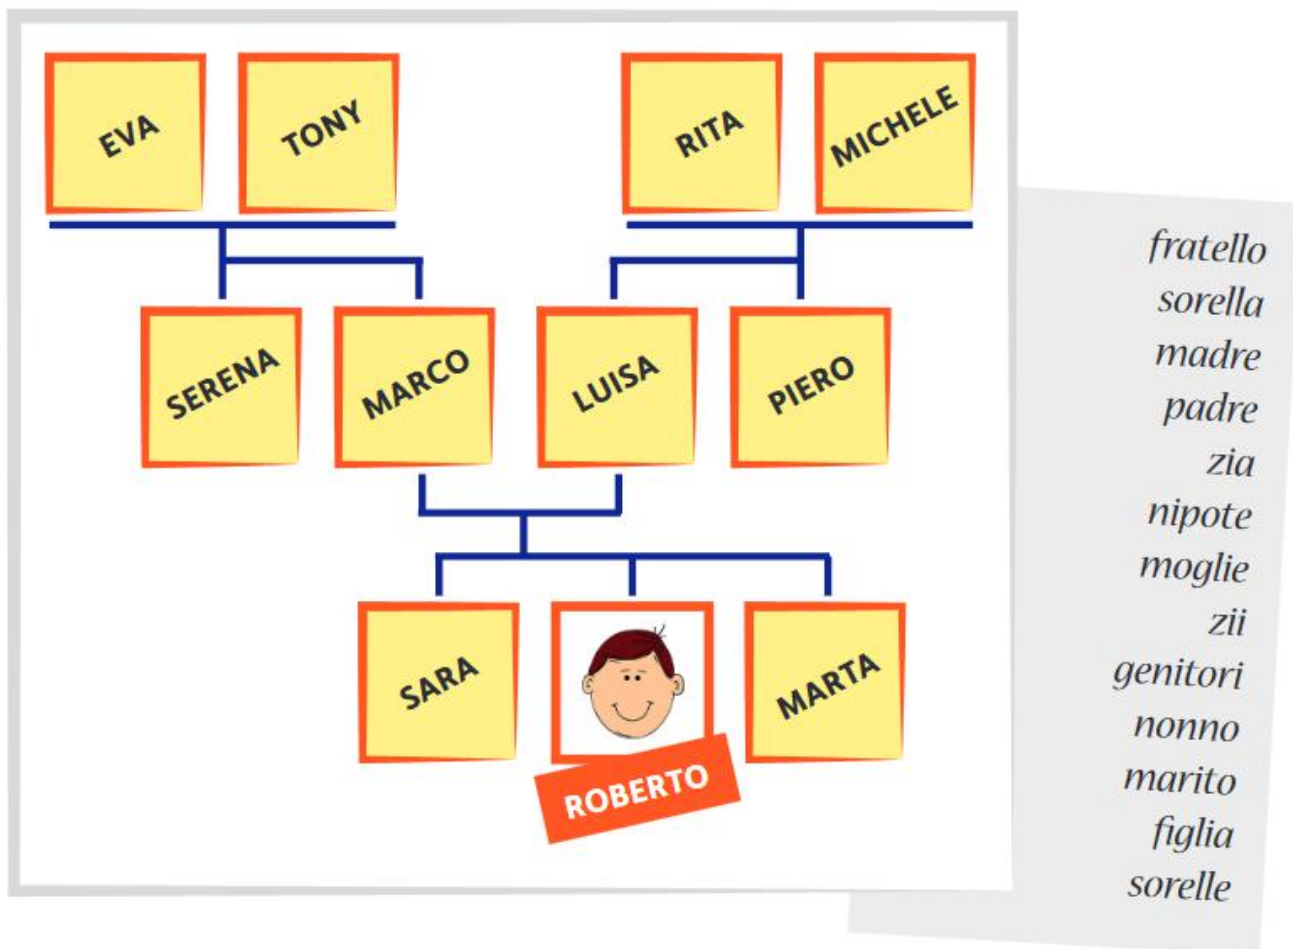 EVA
TONY
RITA
MICHELE
SERENA
MARCO
LUISA
PIERO
SARA
ROBERTO
MARTA
fratello
sorella
madre
padre
zia
nipote
moglie
zii
genitori
nonno
marito
figlia
sorelle